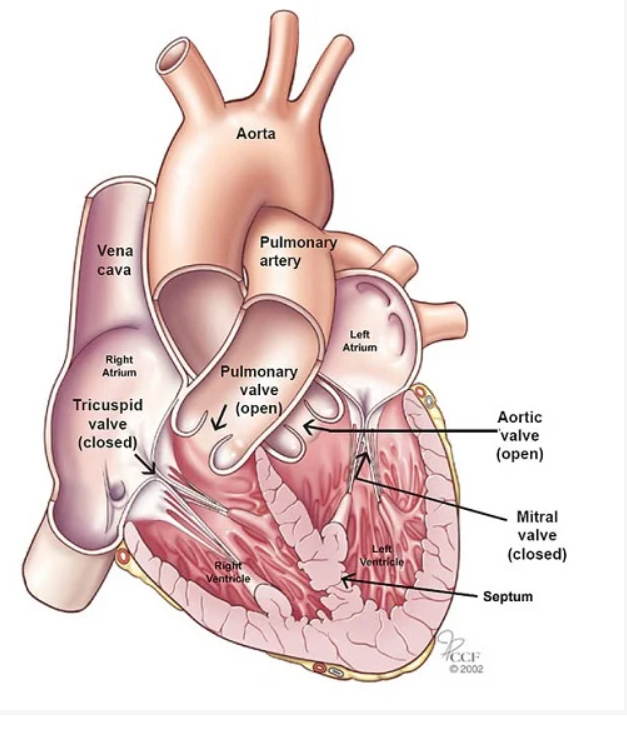 Aorta
Vena
cava
Pulmonary
artery
Left
Atrium
Right
Atrium
Pulmonary
valve
(open)
Tricuspid
valve
(closed)
Aortic
valve
(open)
Mitral
valve
(closed)
Left
Ventricle
Right
Ventricle
Septum
CCF
©2002